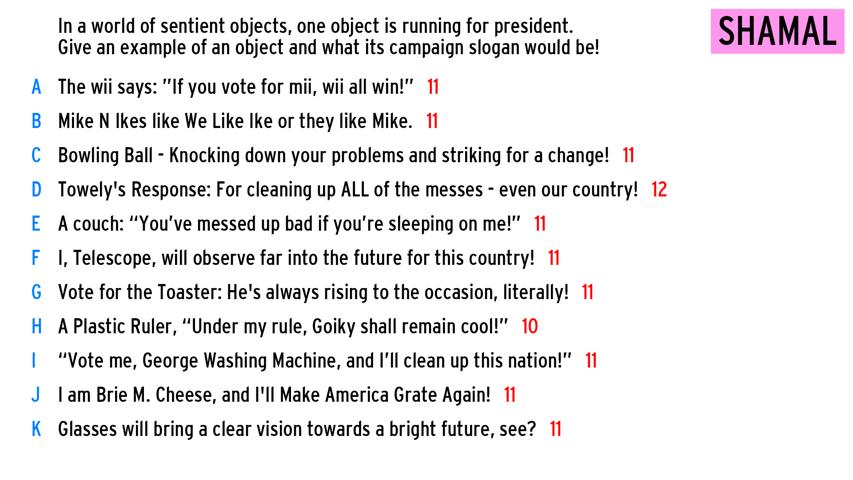 In a world of sentient objects, one object is running for president.
Give an example of an object and what its campaign slogan would be!
SHAMAL
A The wii says: "If you vote for mii, wii all win!" 11
B Mike N Ikes like We Like Ike or they like Mike. 11
C Bowling Ball - Knocking down your problems and striking for a change! 11
D Towely's Response: For cleaning up ALL of the messes - even our country! 12
E A couch: “You’ve messed up bad if you’re sleeping on me!” 11
F I, Telescope, will observe far into the future for this country! 11
G Vote for the Toaster: He's always rising to the occasion, literally! 11
H A Plastic Ruler, “Under my rule, Goiky shall remain cool!” 10
I “Vote me, George Washing Machine, and I’ll clean up this nation!” 11
J I am Brie M. Cheese, and I'll Make America Grate Again! 11
K Glasses will bring a clear vision towards a bright future, see? 11